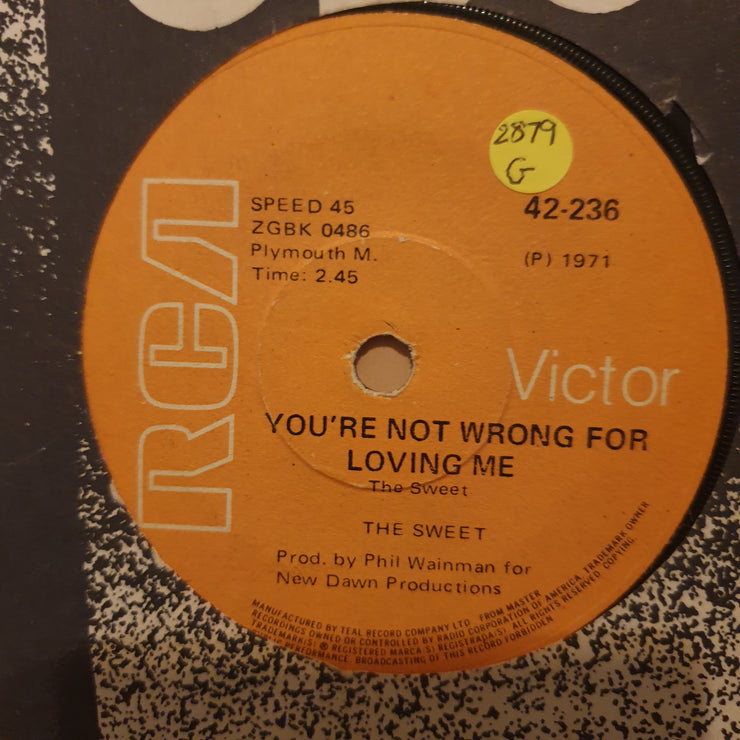 2879
G
RCA
SPEED 45
ZGBK 0486
Plymouth M.
Time: 2.45
42-236
(P) 1971
Victor
YOU'RE NOT WRONG FOR
LOVING ME
The Sweet
THE SWEET
Prod. by Phil Wainman for
New Dawn Productions
MANUFACTURED BY TEAL RECORD COMPANY LTD FROM MASTER
RECORDINGS OWNED OR CONTROLLED BY RADIO CORPORATION OF AMERICA, TRADEMARK OWNER
TRADEMARK(S) ® REGISTERED MARCA(S) REGISTRADA(S) ALL RIGHTS RESERVED COPYING,
PERFORMANCE, BROADCASTING OF THIS RECORD FORBIDDEN